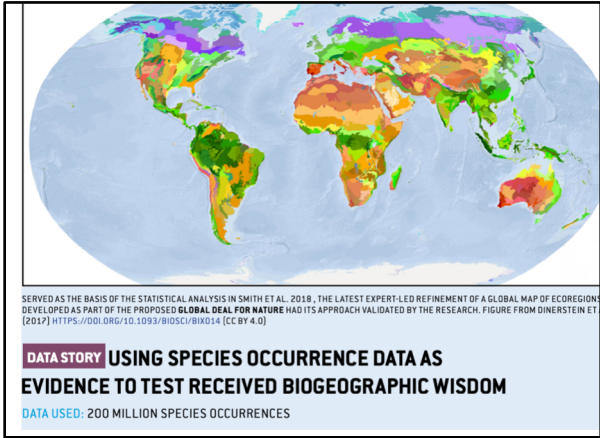 SERVED AS THE BASIS OF THE STATISTICAL ANALYSIS IN SMITH ET AL. 2018 , THE LATEST EXPERT-LED REFINEMENT OF A GLOBAL MAP OF ECOREGIONS
DEVELOPED AS PART OF THE PROPOSED GLOBAL DEAL FOR NATURE HAD ITS APPROACH VALIDATED BY THE RESEARCH. FIGURE FROM DINERSTEIN ET
(2017) HTTPS://DOI.ORG/10.1093/BIOSCI/BIX014 (CC BY 4.0)
DATA STORY USING SPECIES OCCURRENCE DATA AS
EVIDENCE TO TEST RECEIVED BIOGEOGRAPHIC WISDOM
DATA USED: 200 MILLION SPECIES OCCURRENCES